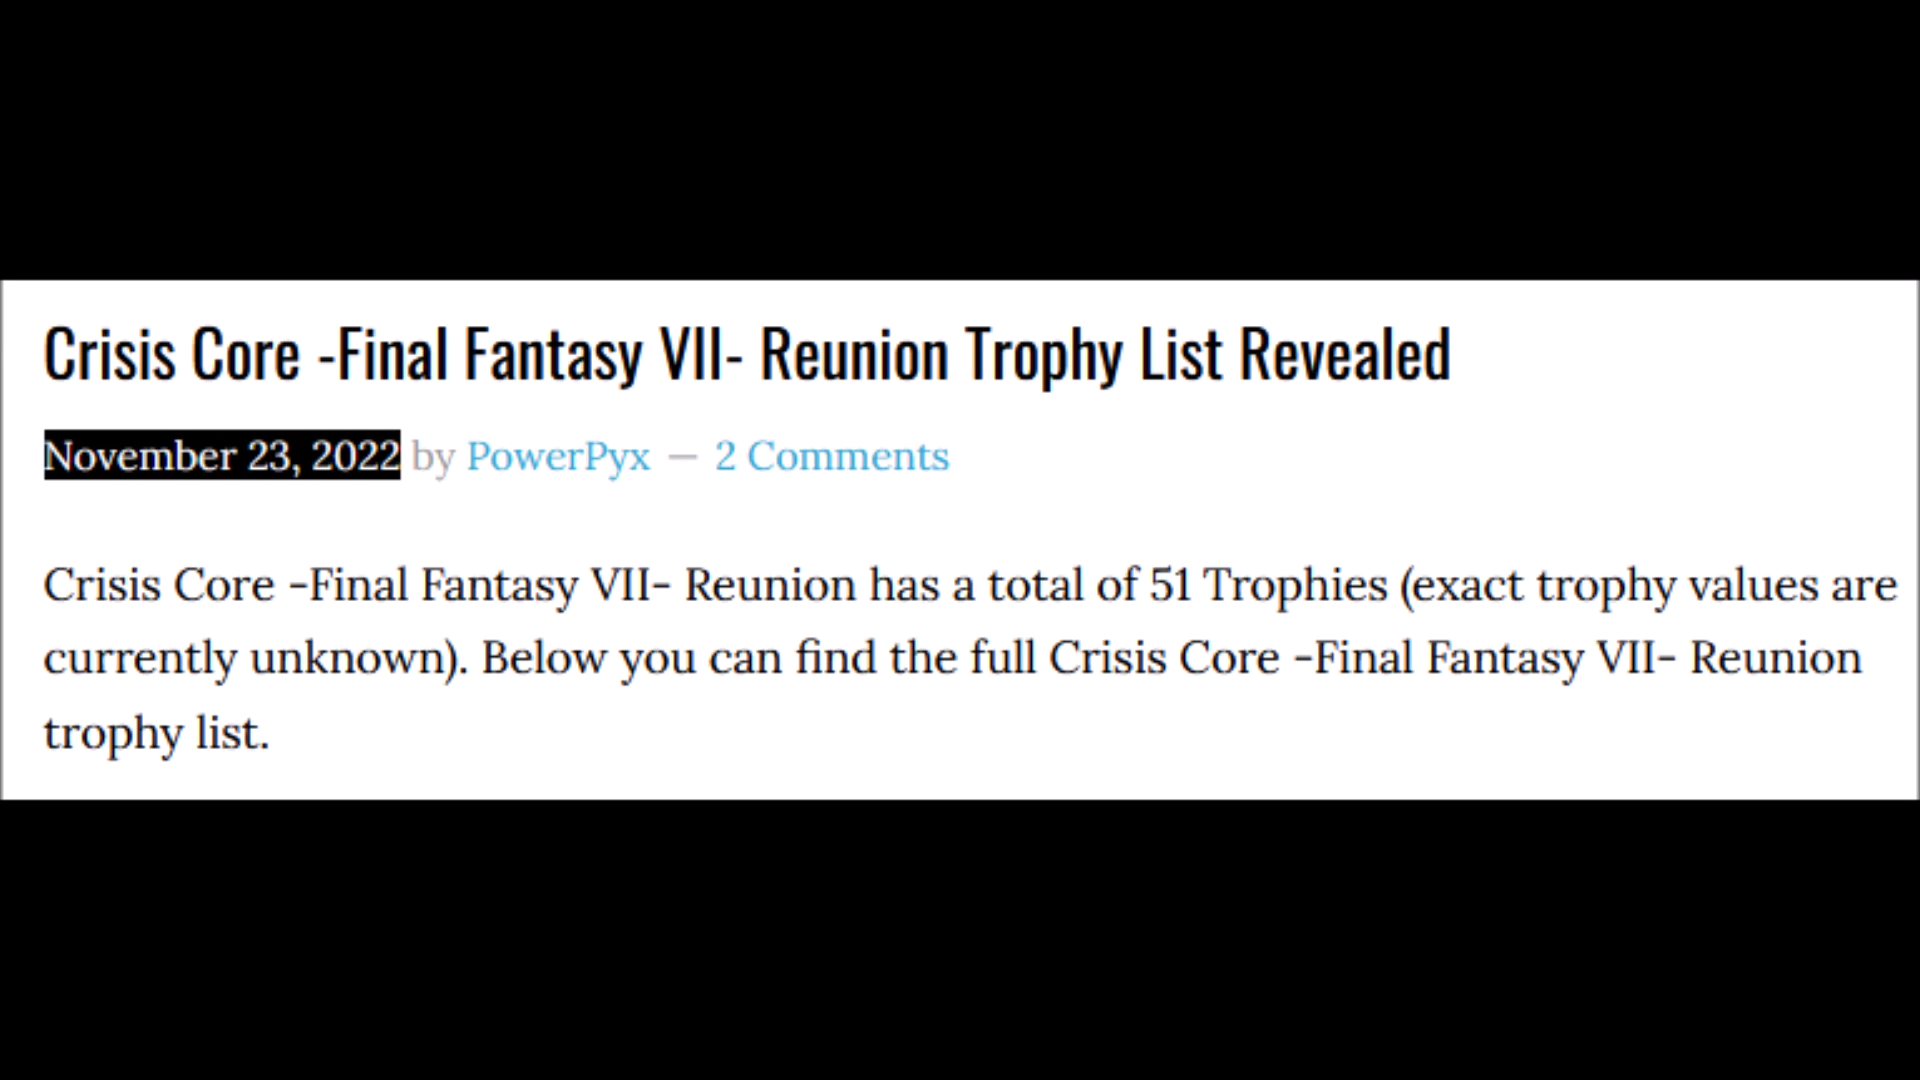 Crisis Core -Final Fantasy VII- Reunion Trophy List Revealed
November 23, 2022 by PowerPyx — 2 Comments
Crisis Core -Final Fantasy VII- Reunion has a total of 51 Trophies (exact trophy values are
currently unknown). Below you can find the full Crisis Core -Final Fantasy VII- Reunion
trophy list.